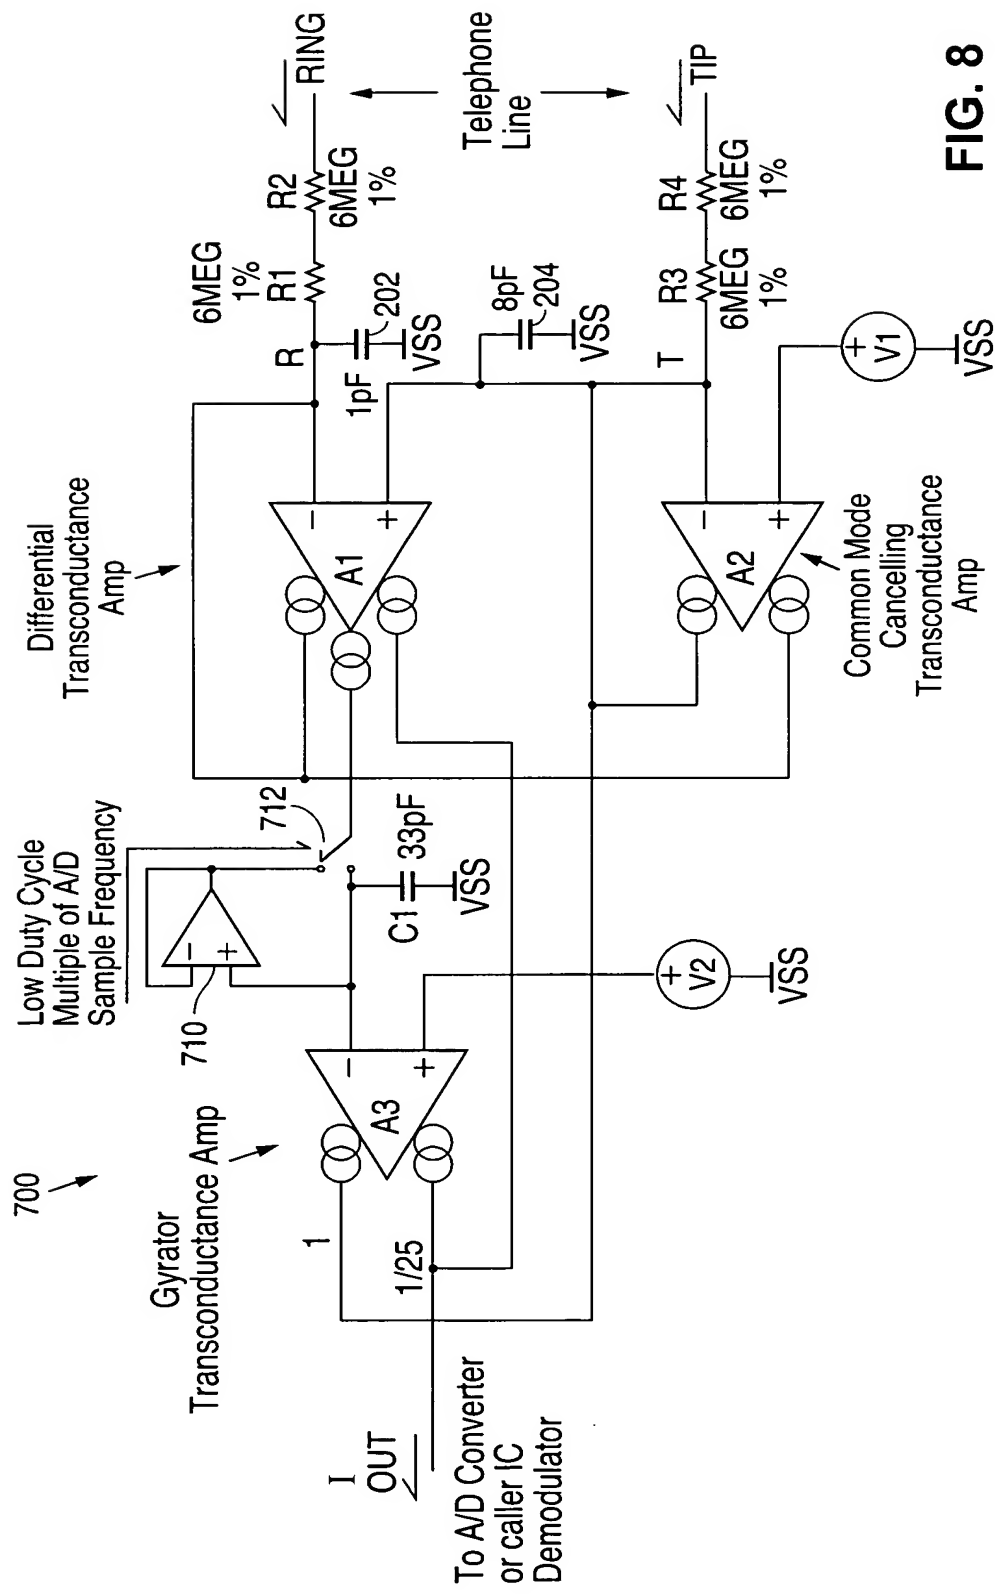 700
Gyrator
Transconductance Amp
Low Duty Cycle
Multiple of A/D
Sample Frequency
710
712
Differential
Transconductance
Amp
6MEG
1%
R1
R2
6MEG
1%
RING
R
202
1pF
VSS
Telephone
Line
8pF
204
VSS
−
+
A1
−
+
C1
33pF
VSS
−
+
A3
1
1/25
I
OUT
To A/D Converter
or caller IC
Demodulator
+
V2
VSS
T
R3
6MEG
1%
R4
6MEG
1%
TIP
−
+
A2
Common Mode
Cancelling
Transconductance
Amp
+
V1
VSS
FIG. 8